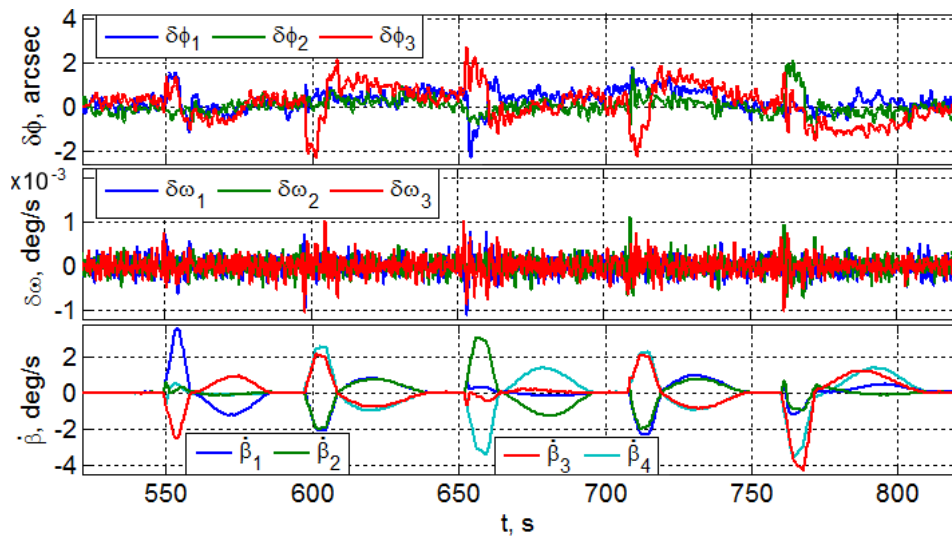 4
2
0
-2
δϕ, arcsec
δϕ₁ δϕ₂ δϕ₃
x10⁻³
1
0
-1
δω, deg/s
δω₁ δω₂ δω₃
2
0
-2
-4
β̇, deg/s
β̇₁ β̇₂ β̇₃ β̇₄
550 600 650 700 750 800
t, s